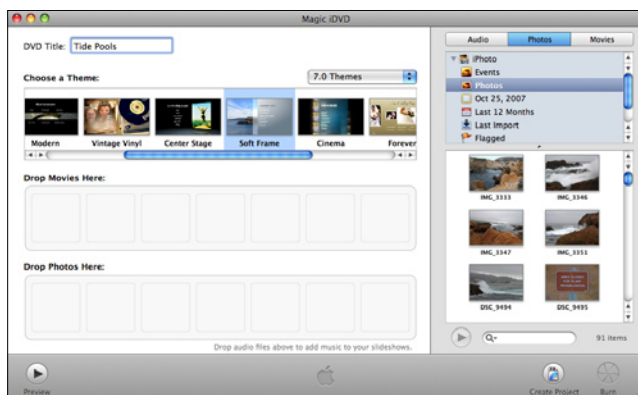 Magic iDVD
DVD Title: Tide Pools
Choose a Theme:
7.0 Themes
Modern
Vintage Vinyl
Center Stage
Soft Frame
Cinema
Forever
Drop Movies Here:
Drop Photos Here:
Drop audio files above to add music to your slideshows.
Audio
Photos
Movies
iPhoto
Events
Photos
Oct 25, 2007
Last 12 Months
Last Import
Flagged
IMG_3333
IMG_3346
IMG_3347
IMG_3351
DSC_9494
DSC_9495
91 items
Preview
Create Project
Burn